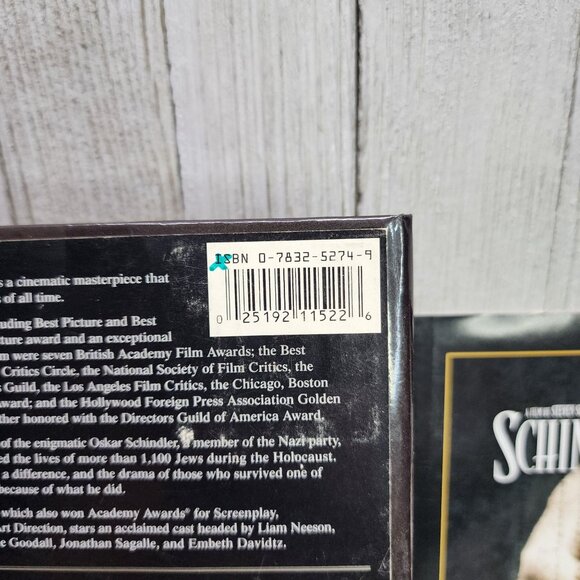 ISBN 0-7832-5274-9
0 25192 11522 6
s a cinematic masterpiece that
s of all time.
uding Best Picture and Best
ture award and an exceptional
m were seven British Academy Film Awards; the Best
Critics Circle, the National Society of Film Critics, the
s Guild, the Los Angeles Film Critics, the Chicago, Boston
ward; and the Hollywood Foreign Press Association Golden
ther honored with the Directors Guild of America Award.
of the enigmatic Oskar Schindler, a member of the Nazi party,
ed the lives of more than 1,100 Jews during the Holocaust.
a difference, and the drama of those who survived one of
because of what he did.
which also won Academy Awards® for Screenplay,
Art Direction, stars an acclaimed cast headed by Liam Neeson,
e Goodall, Jonathan Sagalle, and Embeth Davidtz.
A FILM BY STEVEN
SCHIN